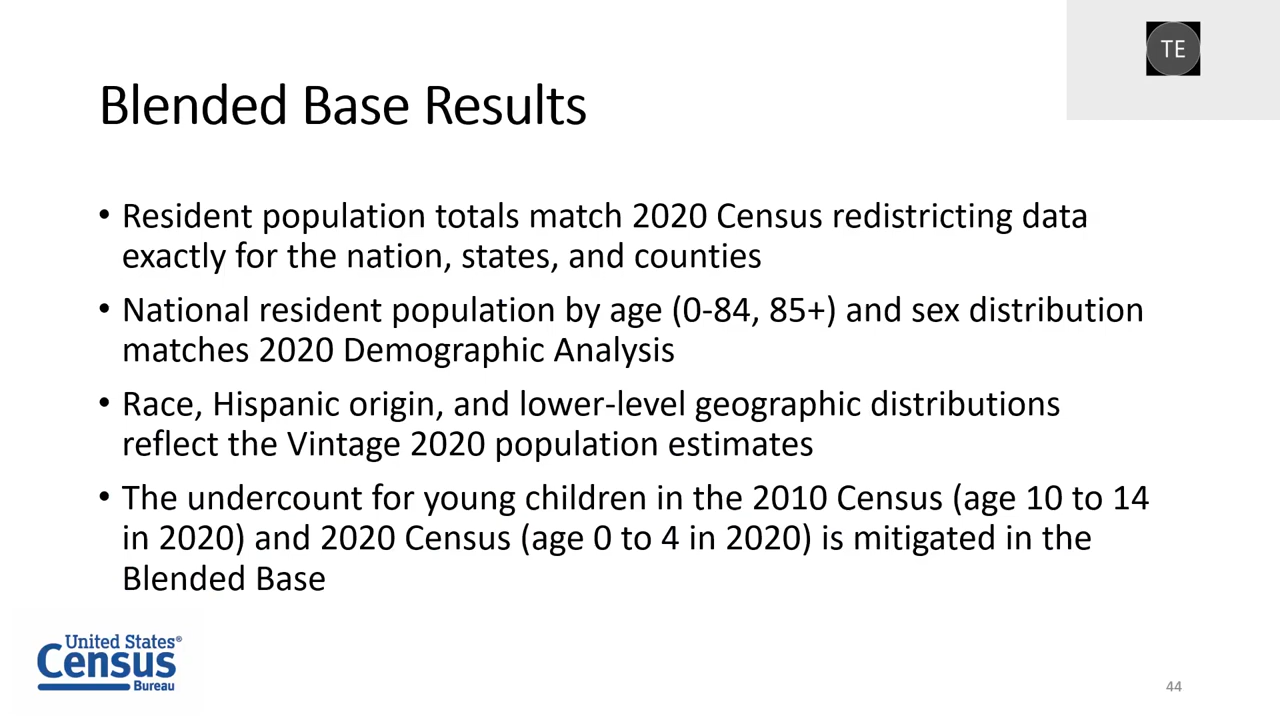 TE
Blended Base Results
• Resident population totals match 2020 Census redistricting data
exactly for the nation, states, and counties
• National resident population by age (0-84, 85+) and sex distribution
matches 2020 Demographic Analysis
• Race, Hispanic origin, and lower-level geographic distributions
reflect the Vintage 2020 population estimates
• The undercount for young children in the 2010 Census (age 10 to 14
in 2020) and 2020 Census (age 0 to 4 in 2020) is mitigated in the
Blended Base
United States®
Census
Bureau
44